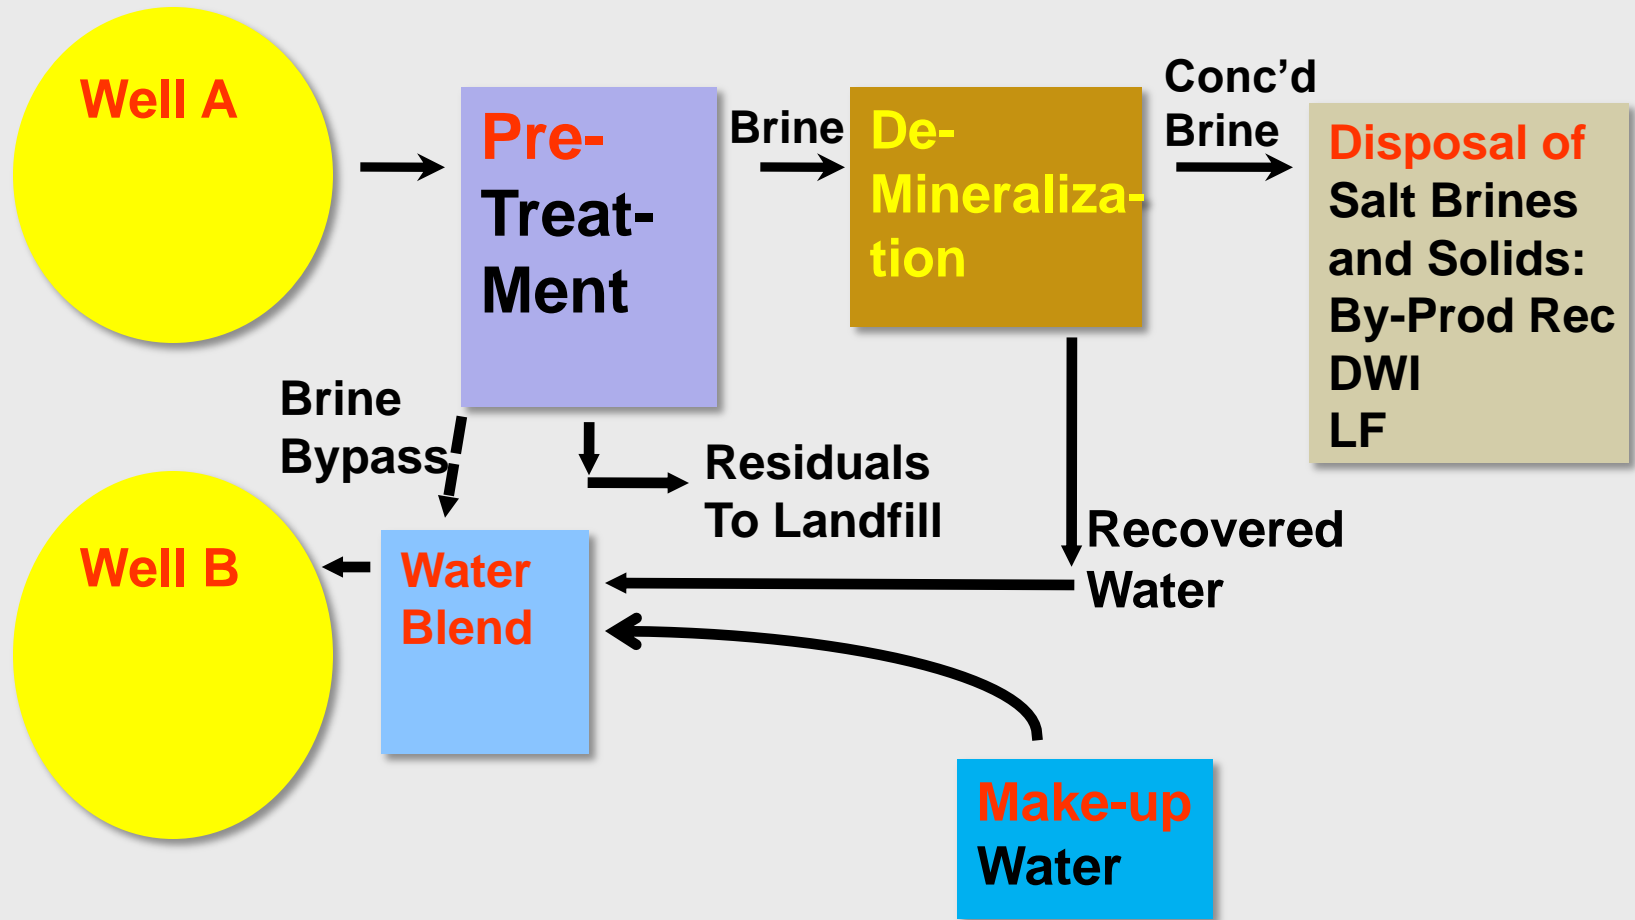 Well A
Pre-
Treat-
Ment
Brine
De-
Mineraliza-
tion
Conc’d
Brine
Disposal of
Salt Brines
and Solids:
By-Prod Rec
DWI
LF
Brine
Bypass
Residuals
To Landfill
Recovered
Water
Well B
Water
Blend
Make-up
Water